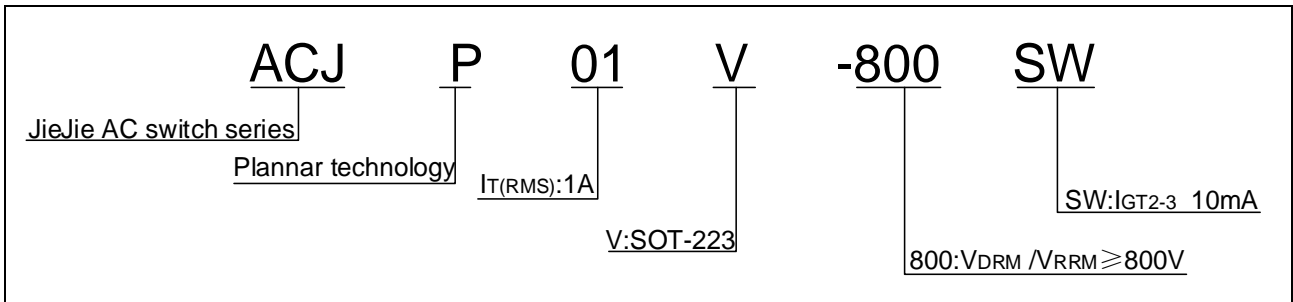 ACJ P 01 V -800 SW
JieJie AC switch series
Plannar technology
IT(RMS):1A
SW:IGT2-3 10mA
V:SOT-223
800:VDRM /VRRM≥800V